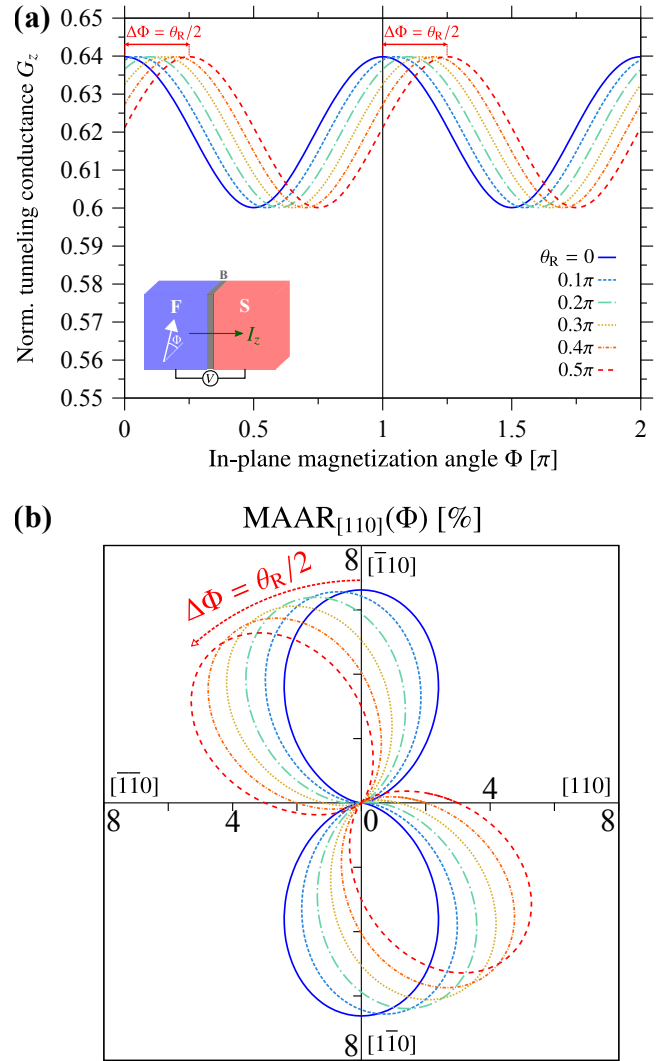 (a)
ΔΦ = θR/2 ΔΦ = θR/2
0.65
0.64
0.63
0.62
0.61
0.6
0.59
0.58
0.57
0.56
0.55
Norm. tunneling conductance Gz
B
F S
Φ
Iz
V
θR = 0
0.1π
0.2π
0.3π
0.4π
0.5π
0 0.5 1 1.5 2
In-plane magnetization angle Φ [π]
(b)
MAAR[110](Φ) [%]
8 [1̅10]
ΔΦ = θR/2
[1̅1̅0] [110]
8 4 0 4 8
8 [11̅0]